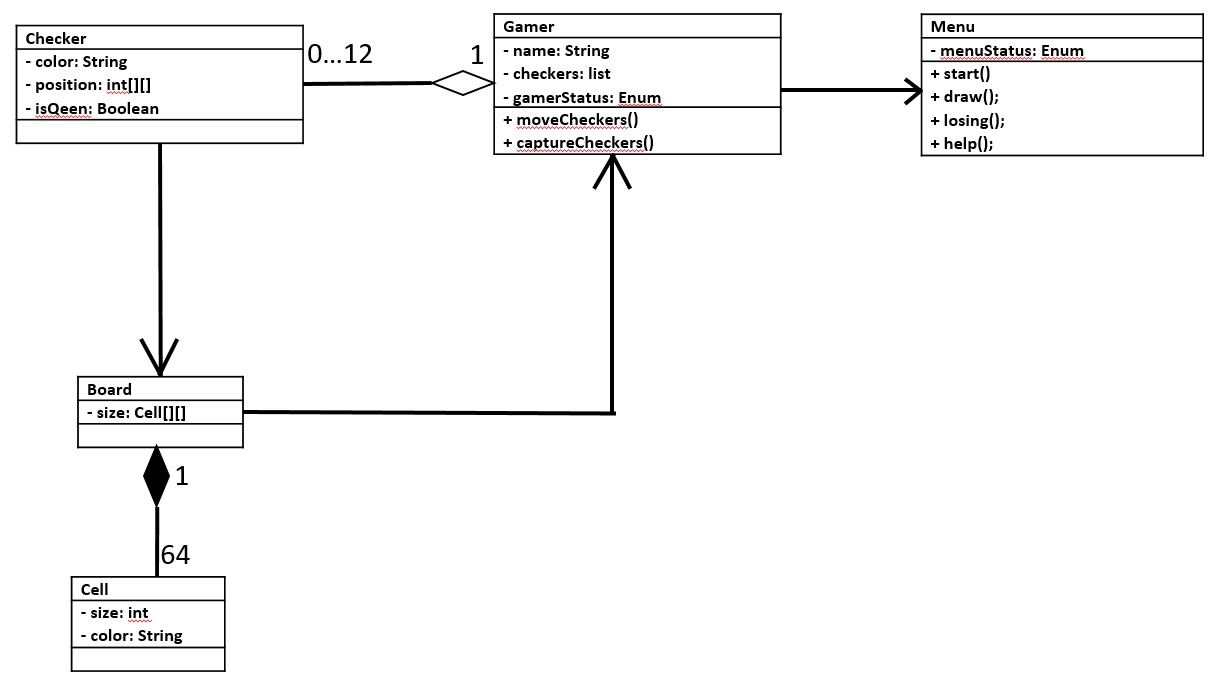 Checker
- color: String
- position: int[][]
- isQeen: Boolean
0...12
1
Gamer
- name: String
- checkers: list
- gamerStatus: Enum
+ moveCheckers()
+ captureCheckers()
Menu
- menuStatus: Enum
+ start()
+ draw();
+ losing();
+ help();
Board
- size: Cell[][]
1
64
Cell
- size: int
- color: String